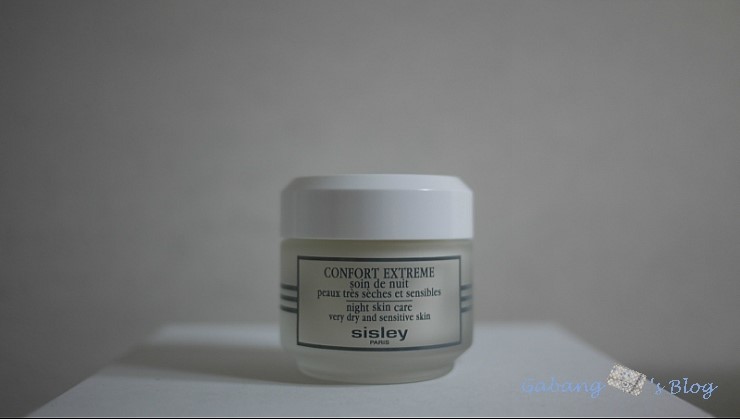 CONFORT EXTREME
soin de nuit
peaux très sèches et sensibles
night skin care
very dry and sensitive skin
sisley
PARIS
's Blog